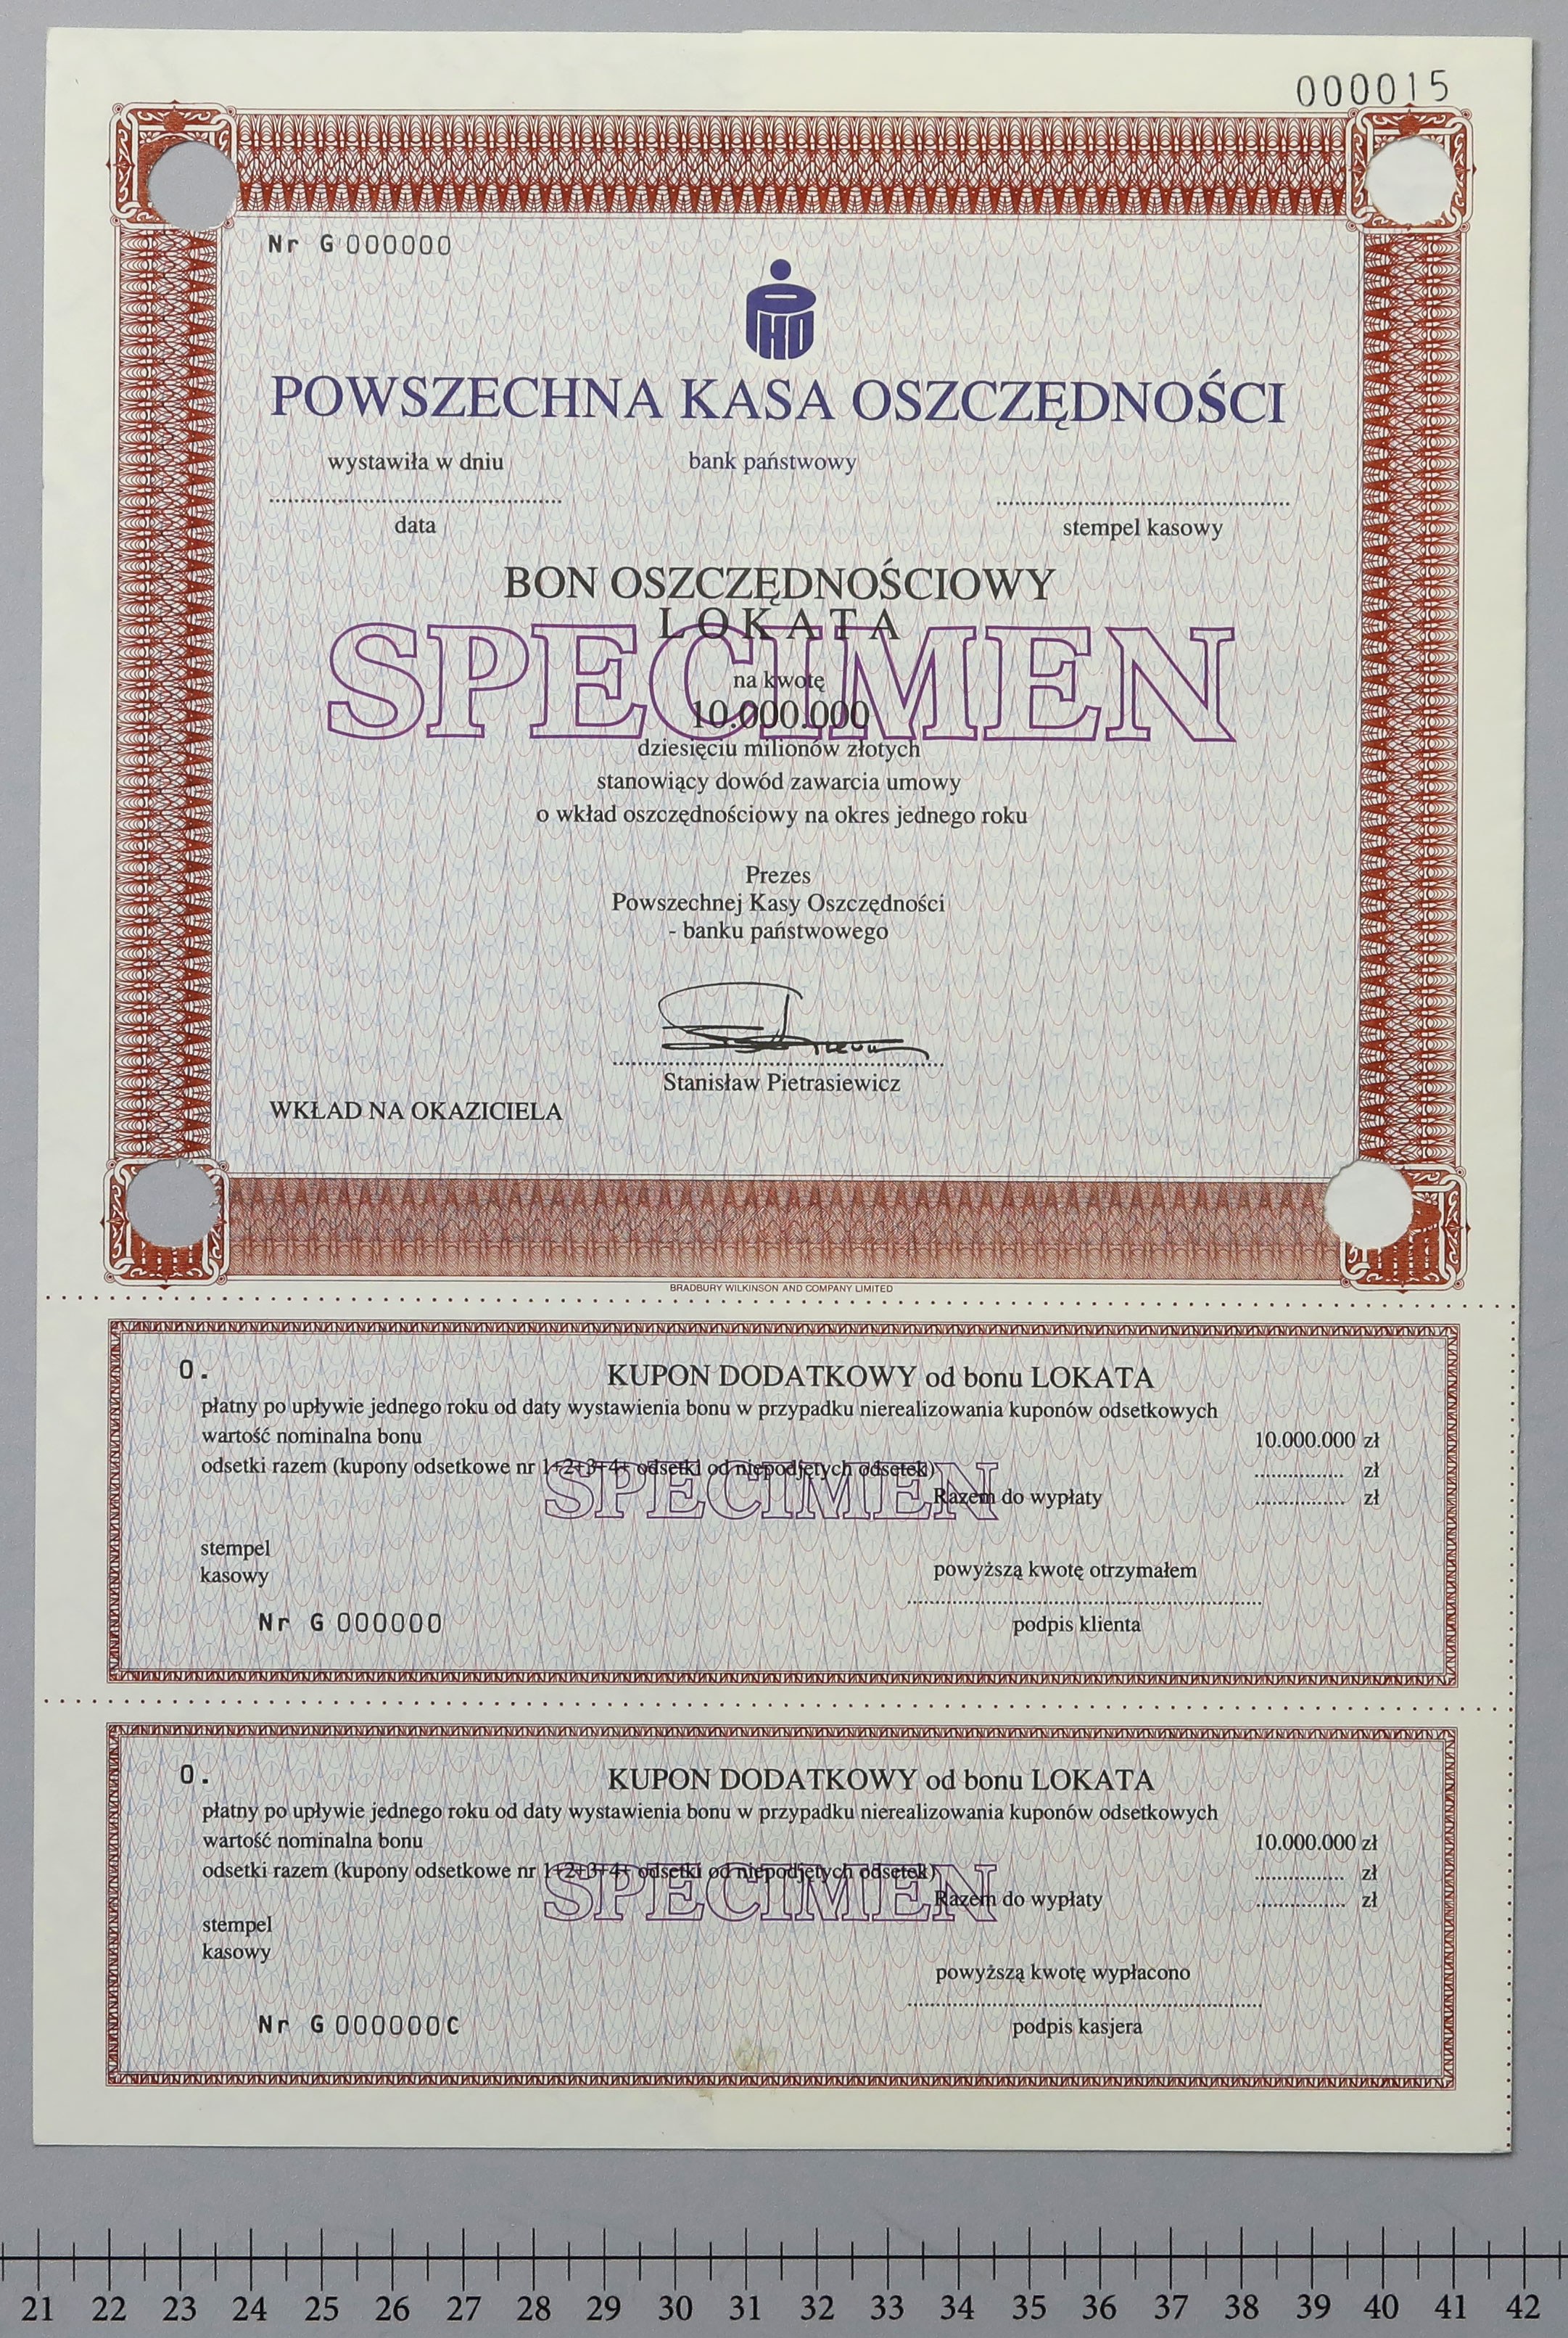 000015
Nr G 000000
PKO
POWSZECHNA KASA OSZCZĘDNOŚCI
wystawiła w dniu bank państwowy
data stempel kasowy
BON OSZCZĘDNOŚCIOWY
LOKATA
SPECIMEN
na kwotę
10.000.000
dziesięciu milionów złotych
stanowiący dowód zawarcia umowy
o wkład oszczędnościowy na okres jednego roku
Prezes
Powszechnej Kasy Oszczędności
- banku państwowego
Stanisław Pietrasiewicz
WKŁAD NA OKAZICIELA
BRADBURY WILKINSON AND COMPANY LIMITED
0.
KUPON DODATKOWY od bonu LOKATA
płatny po upływie jednego roku od daty wystawienia bonu w przypadku nierealizowania kuponów odsetkowych
wartość nominalna bonu 10.000.000 zł
odsetki razem (kupony odsetkowe nr 1+2+3+4+ odsetki od niepodjętych odsetek) ............... zł
SPECIMEN
Razem do wypłaty ............... zł
stempel
kasowy
powyższą kwotę otrzymałem
Nr G 000000
podpis klienta
0.
KUPON DODATKOWY od bonu LOKATA
płatny po upływie jednego roku od daty wystawienia bonu w przypadku nierealizowania kuponów odsetkowych
wartość nominalna bonu 10.000.000 zł
odsetki razem (kupony odsetkowe nr 1+2+3+4+ odsetki od niepodjętych odsetek) ............... zł
SPECIMEN
Razem do wypłaty ............... zł
stempel
kasowy
powyższą kwotę wypłacono
Nr G 000000C
podpis kasjera
21 22 23 24 25 26 27 28 29 30 31 32 33 34 35 36 37 38 39 40 41 42